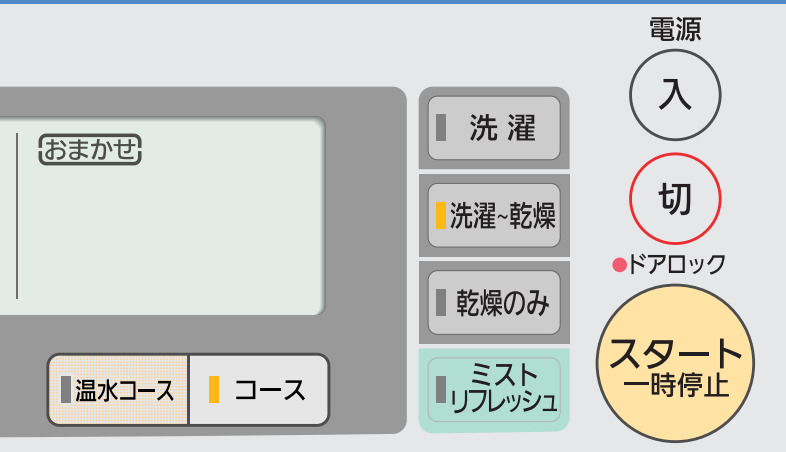 電源
入
切
ドアロック
スタート
一時停止
おまかせ
洗濯
洗濯~乾燥
乾燥のみ
ミスト
リフレッシュ
温水コース
コース